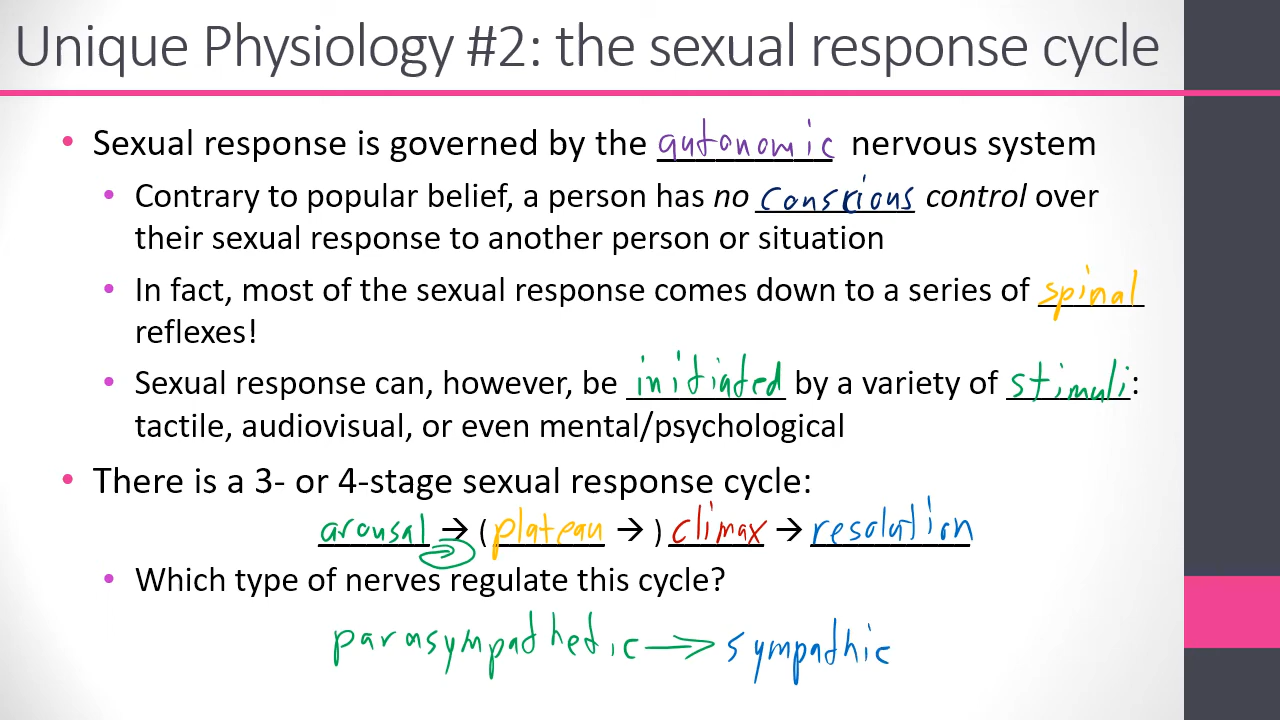 Unique Physiology #2: the sexual response cycle
• Sexual response is governed by the autonomic nervous system
• Contrary to popular belief, a person has no conscious control over
their sexual response to another person or situation
• In fact, most of the sexual response comes down to a series of spinal
reflexes!
• Sexual response can, however, be initiated by a variety of stimuli:
tactile, audiovisual, or even mental/psychological
• There is a 3- or 4-stage sexual response cycle:
arousal → (plateau → ) climax → resolution
• Which type of nerves regulate this cycle?
parasympathetic → sympathic